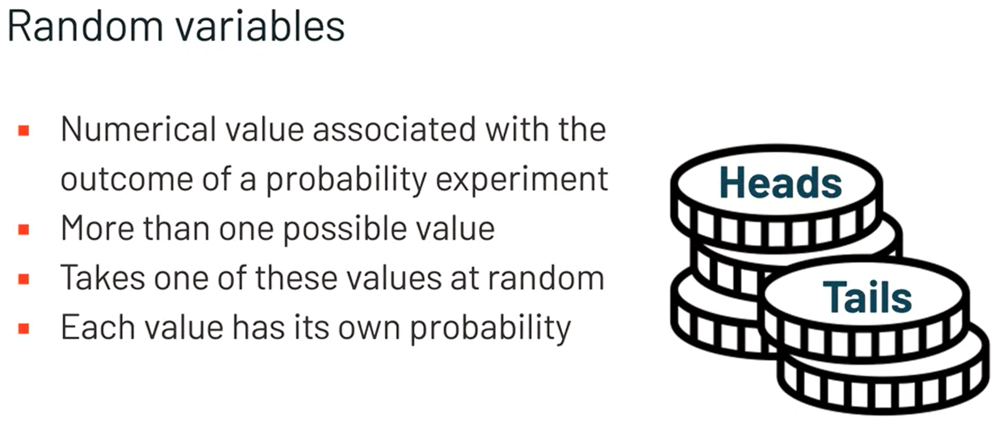 Random variables
Numerical value associated with the
outcome of a probability experiment
More than one possible value
Takes one of these values at random
Each value has its own probability
Heads
Tails